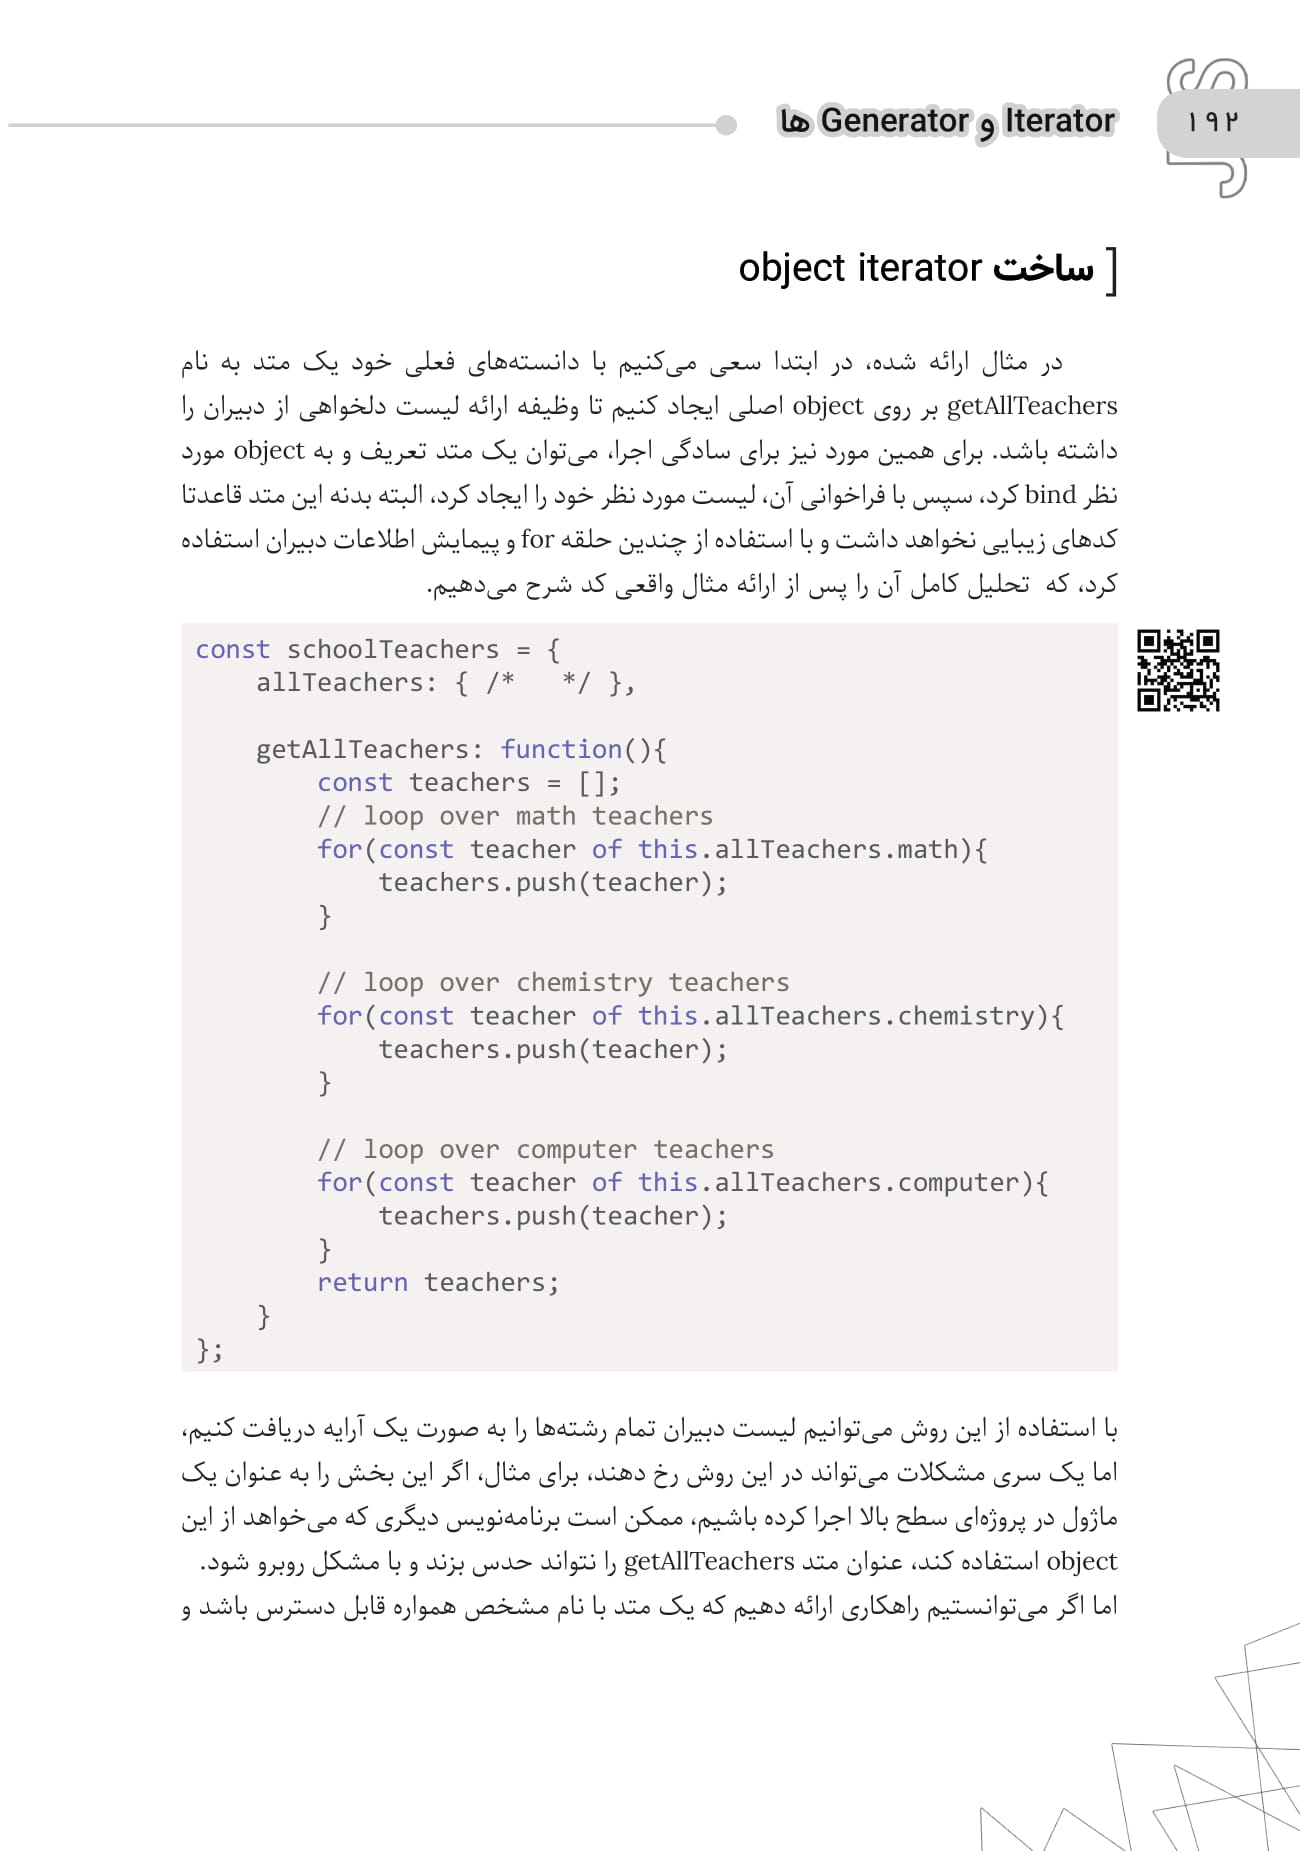 ۱۹۲
Iterator و Generator ها
JS
[ ساخت object iterator
در مثال ارائه شده، در ابتدا سعی می‌کنیم با دانسته‌های فعلی خود یک متد به نام
getAllTeachers بر روی object اصلی ایجاد کنیم تا وظیفه ارائه لیست دلخواهی از دبیران را
داشته باشد. برای همین مورد نیز برای سادگی اجرا، می‌توان یک متد تعریف و به object مورد
نظر bind کرد، سپس با فراخوانی آن، لیست مورد نظر خود را ایجاد کرد، البته بدنه این متد قاعدتا
کدهای زیبایی نخواهد داشت و با استفاده از چندین حلقه for و پیمایش اطلاعات دبیران استفاده
کرد، که تحلیل کامل آن را پس از ارائه مثال واقعی کد شرح می‌دهیم.
const schoolTeachers = {
    allTeachers: { /*   */ },
    getAllTeachers: function(){
        const teachers = [];
        // loop over math teachers
        for(const teacher of this.allTeachers.math){
            teachers.push(teacher);
        }
        // loop over chemistry teachers
        for(const teacher of this.allTeachers.chemistry){
            teachers.push(teacher);
        }
        // loop over computer teachers
        for(const teacher of this.allTeachers.computer){
            teachers.push(teacher);
        }
        return teachers;
    }
};
با استفاده از این روش می‌توانیم لیست دبیران تمام رشته‌ها را به صورت یک آرایه دریافت کنیم،
اما یک سری مشکلات می‌تواند در این روش رخ دهند، برای مثال، اگر این بخش را به عنوان یک
ماژول در پروژه‌ای سطح بالا اجرا کرده باشیم، ممکن است برنامه‌نویس دیگری که می‌خواهد از این
object استفاده کند، عنوان متد getAllTeachers را نتواند حدس بزند و با مشکل روبرو شود.
اما اگر می‌توانستیم راهکاری ارائه دهیم که یک متد با نام مشخص همواره قابل دسترس باشد و